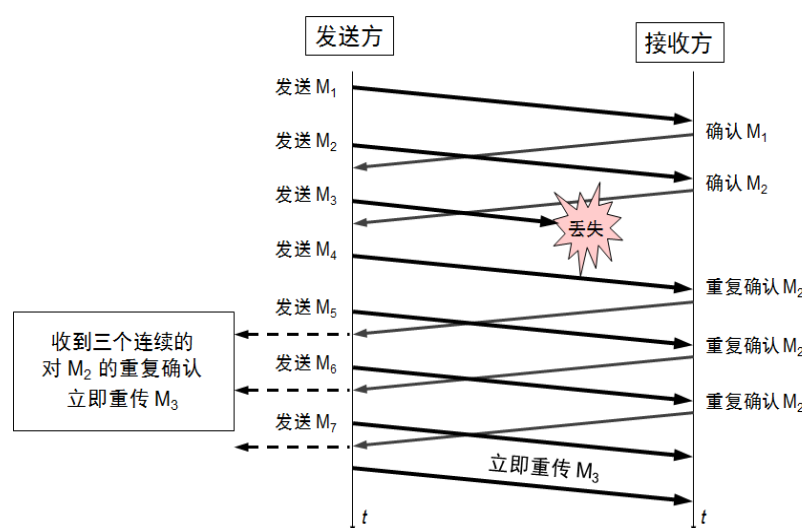 发送方
接收方
发送 M₁
确认 M₁
发送 M₂
确认 M₂
发送 M₃
丢失
发送 M₄
重复确认 M₂
发送 M₅
收到三个连续的
对 M₂ 的重复确认
立即重传 M₃
重复确认 M₂
发送 M₆
重复确认 M₂
发送 M₇
立即重传 M₃
t
t